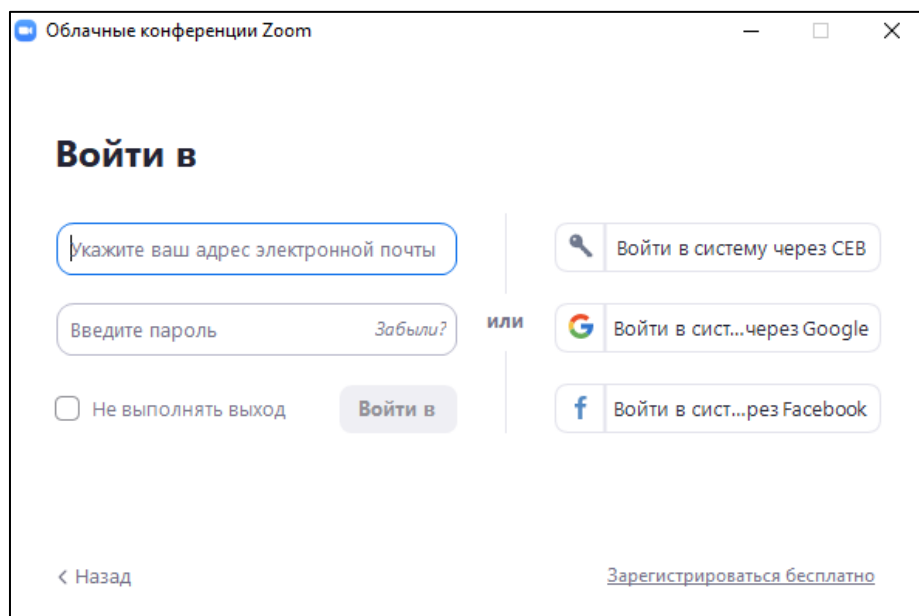 Облачные конференции Zoom
Войти в
Укажите ваш адрес электронной почты
Введите пароль
Забыли?
Не выполнять выход
Войти в
или
Войти в систему через СЕВ
Войти в сист...через Google
Войти в сист...рез Facebook
Назад
Зарегистрироваться бесплатно